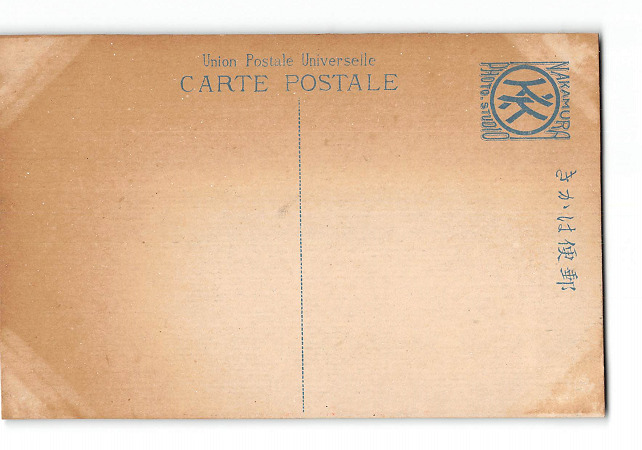 Union Postale Universelle
CARTE POSTALE
NAKAMURA
PHOTO.STUDIO
きかは便郵